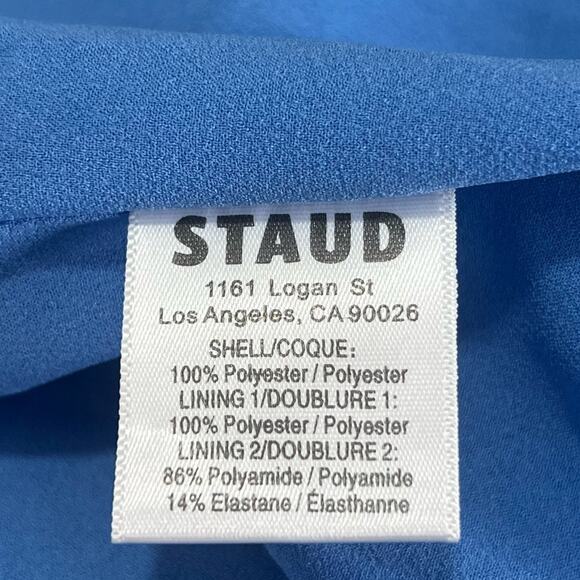 STAUD
1161 Logan St
Los Angeles, CA 90026
SHELL/COQUE:
100% Polyester / Polyester
LINING 1/DOUBLURE 1:
100% Polyester / Polyester
LINING 2/DOUBLURE 2:
86% Polyamide / Polyamide
14% Elastane / Élasthanne